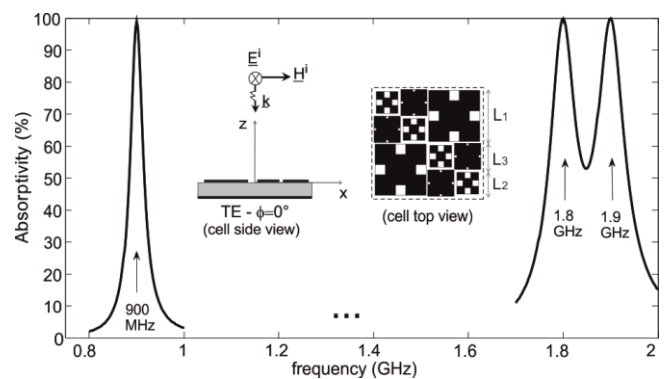 Absorptivity (%)
100
90
80
70
60
50
40
30
20
10
0
E^i
H^i
k
z
x
TE - ϕ=0°
(cell side view)
L₁
L₃
L₂
(cell top view)
900
MHz
1.8
GHz
1.9
GHz
...
0.8 1 1.2 1.4 1.6 1.8 2
frequency (GHz)